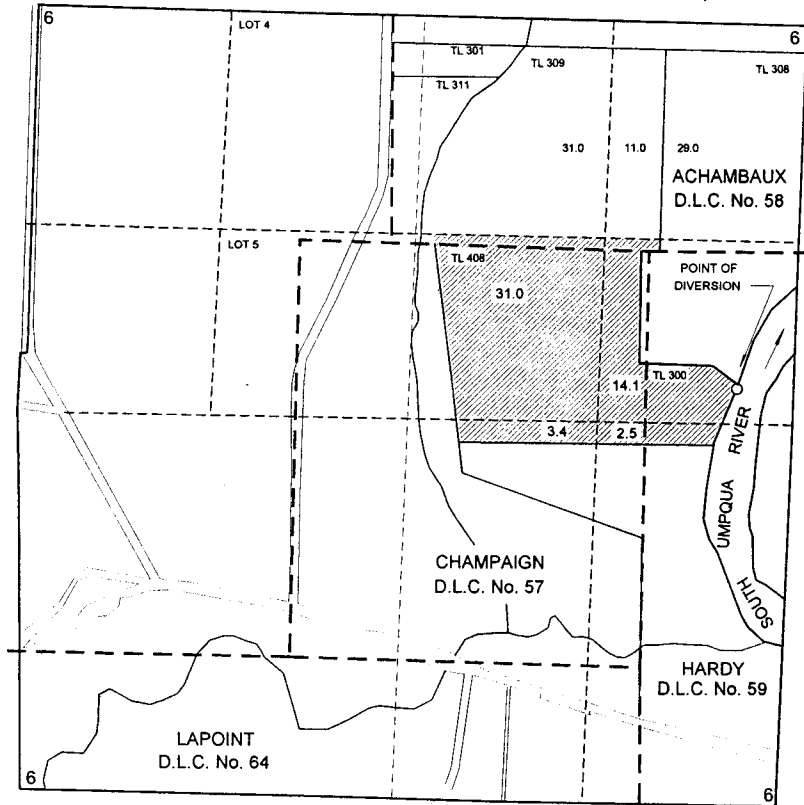 6
LOT 4
6
TL 301
TL 309
TL 308
TL 311
31.0
11.0
29.0
ACHAMBAUX
D.L.C. No. 58
LOT 5
TL 408
POINT OF
DIVERSION
31.0
TL 300
14.1
3.4
2.5
SOUTH UMPQUA RIVER
CHAMPAIGN
D.L.C. No. 57
HARDY
D.L.C. No. 59
LAPOINT
D.L.C. No. 64
6
6